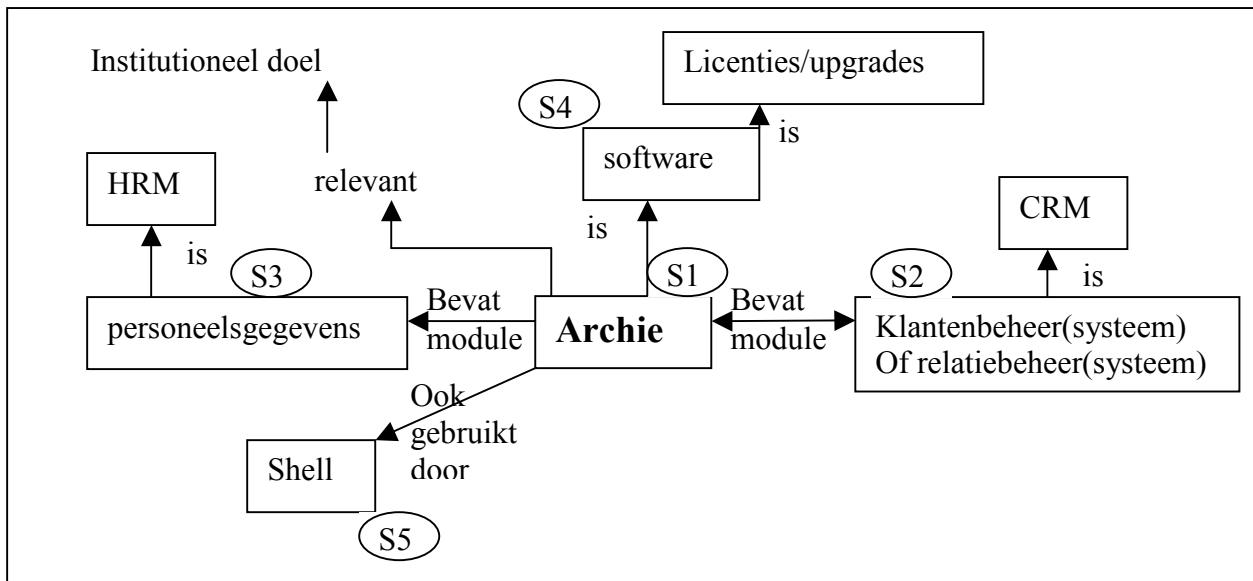 Institutioneel doel
Licenties/upgrades
S4
is
software
HRM
relevant
CRM
is
is
S3
S1
S2
is
personeelsgegevens
Bevat
module
Archie
Bevat
module
Klantenbeheer(systeem)
Of relatiebeheer(systeem)
Ook
gebruikt
door
Shell
S5